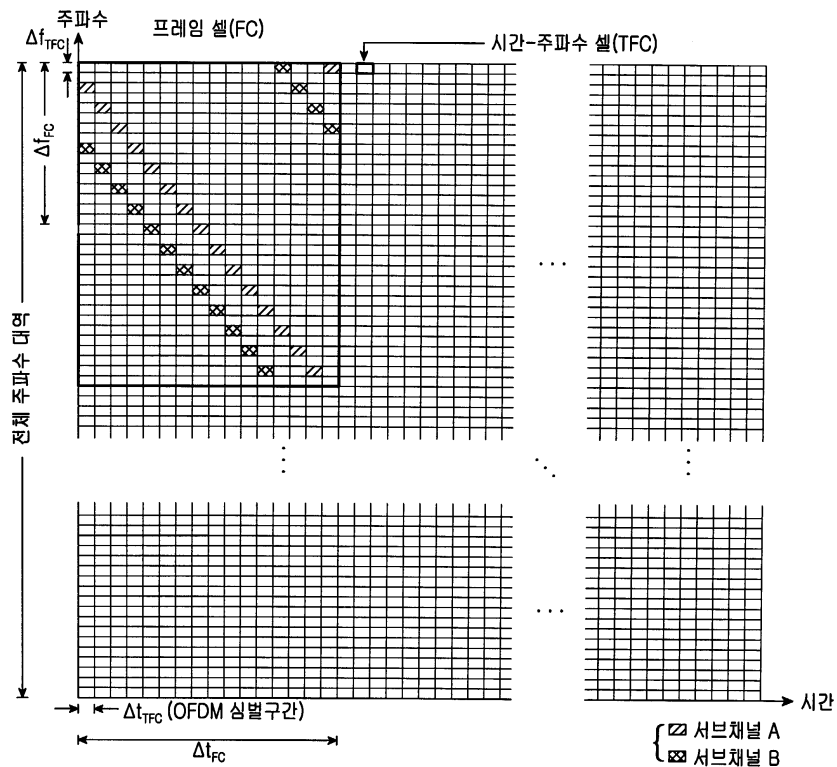 주파수
프레임 셀(FC)
시간-주파수 셀(TFC)
Δf_TFC
Δf_FC
전체 주파수 대역
시간
Δt_TFC (OFDM 심벌구간)
Δt_FC
서브채널 A
서브채널 B